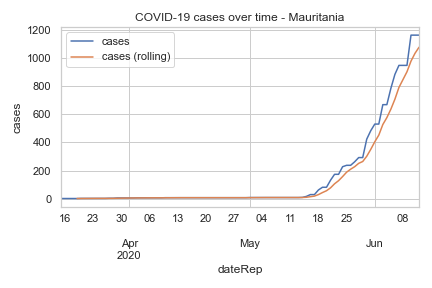 COVID-19 cases over time - Mauritania
cases
cases (rolling)
1200
1000
800
600
400
200
0
cases
16 23 30 06 13 20 27 04 11 18 25 08
Apr May Jun
2020
dateRep